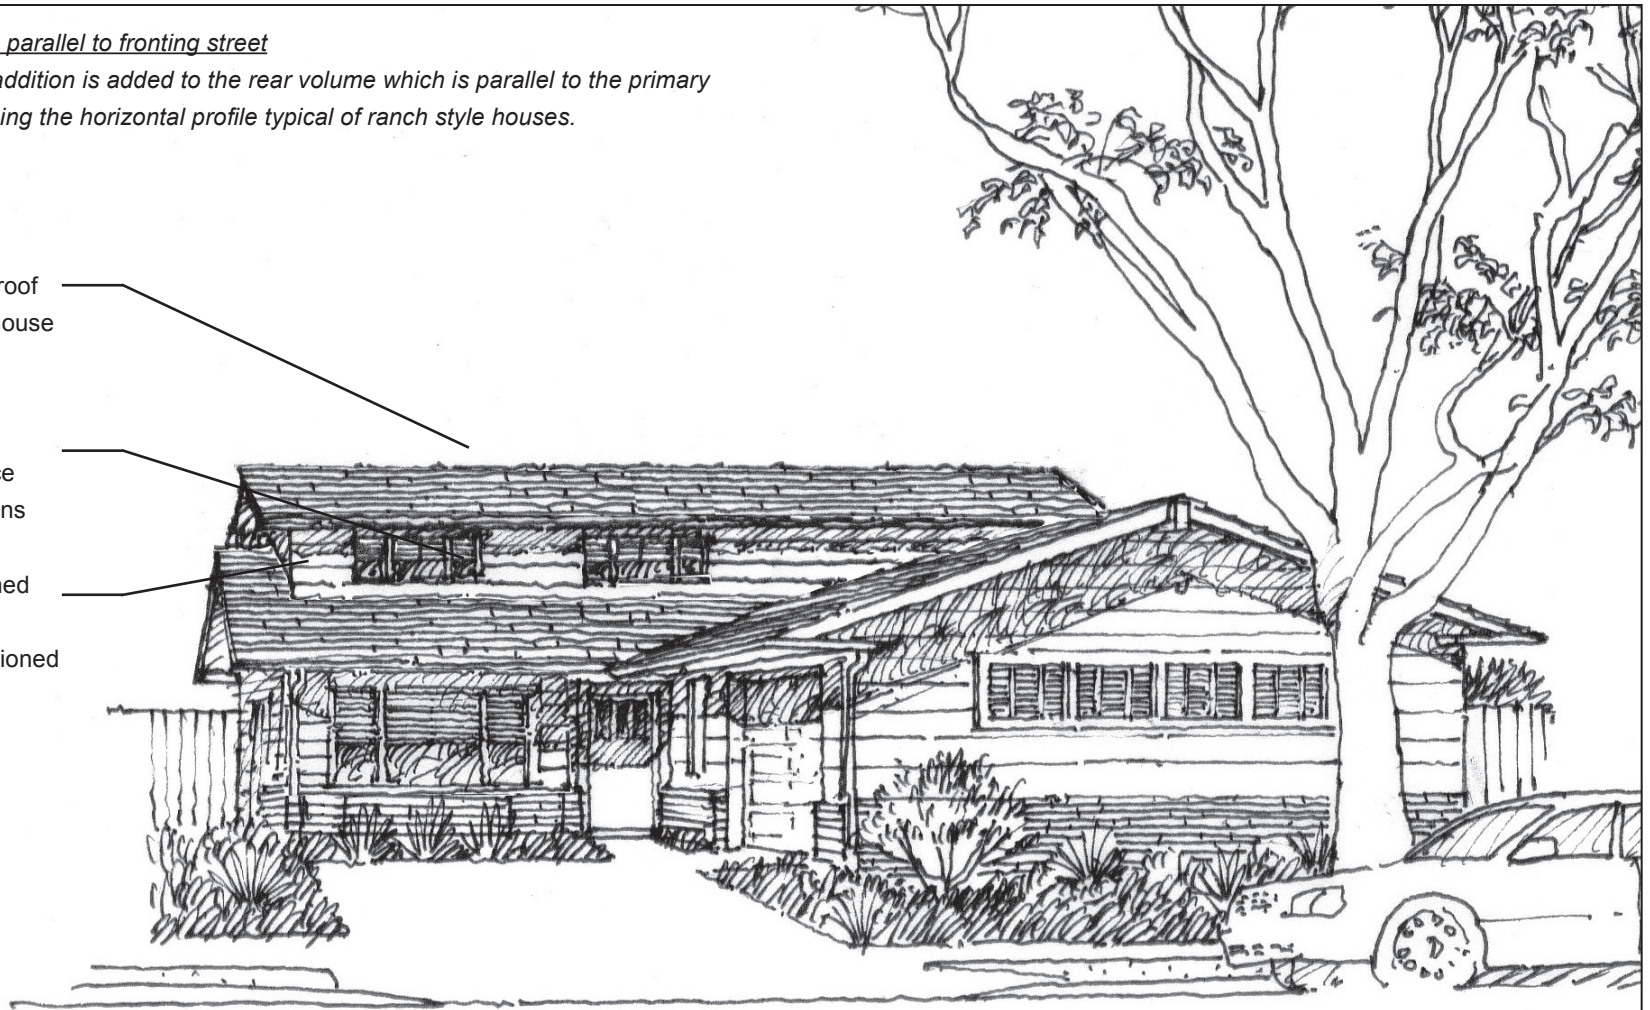 parallel to fronting street
addition is added to the rear volume which is parallel to the primary
ing the horizontal profile typical of ranch style houses.
roof
ouse
ce
ns
ned
ioned